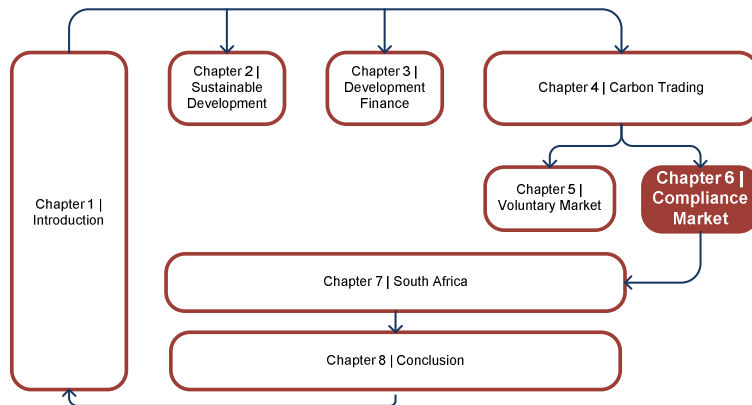 Chapter 2 |
Sustainable
Development
Chapter 3 |
Development
Finance
Chapter 4 | Carbon Trading
Chapter 1 |
Introduction
Chapter 5 |
Voluntary Market
Chapter 6 |
Compliance
Market
Chapter 7 | South Africa
Chapter 8 | Conclusion